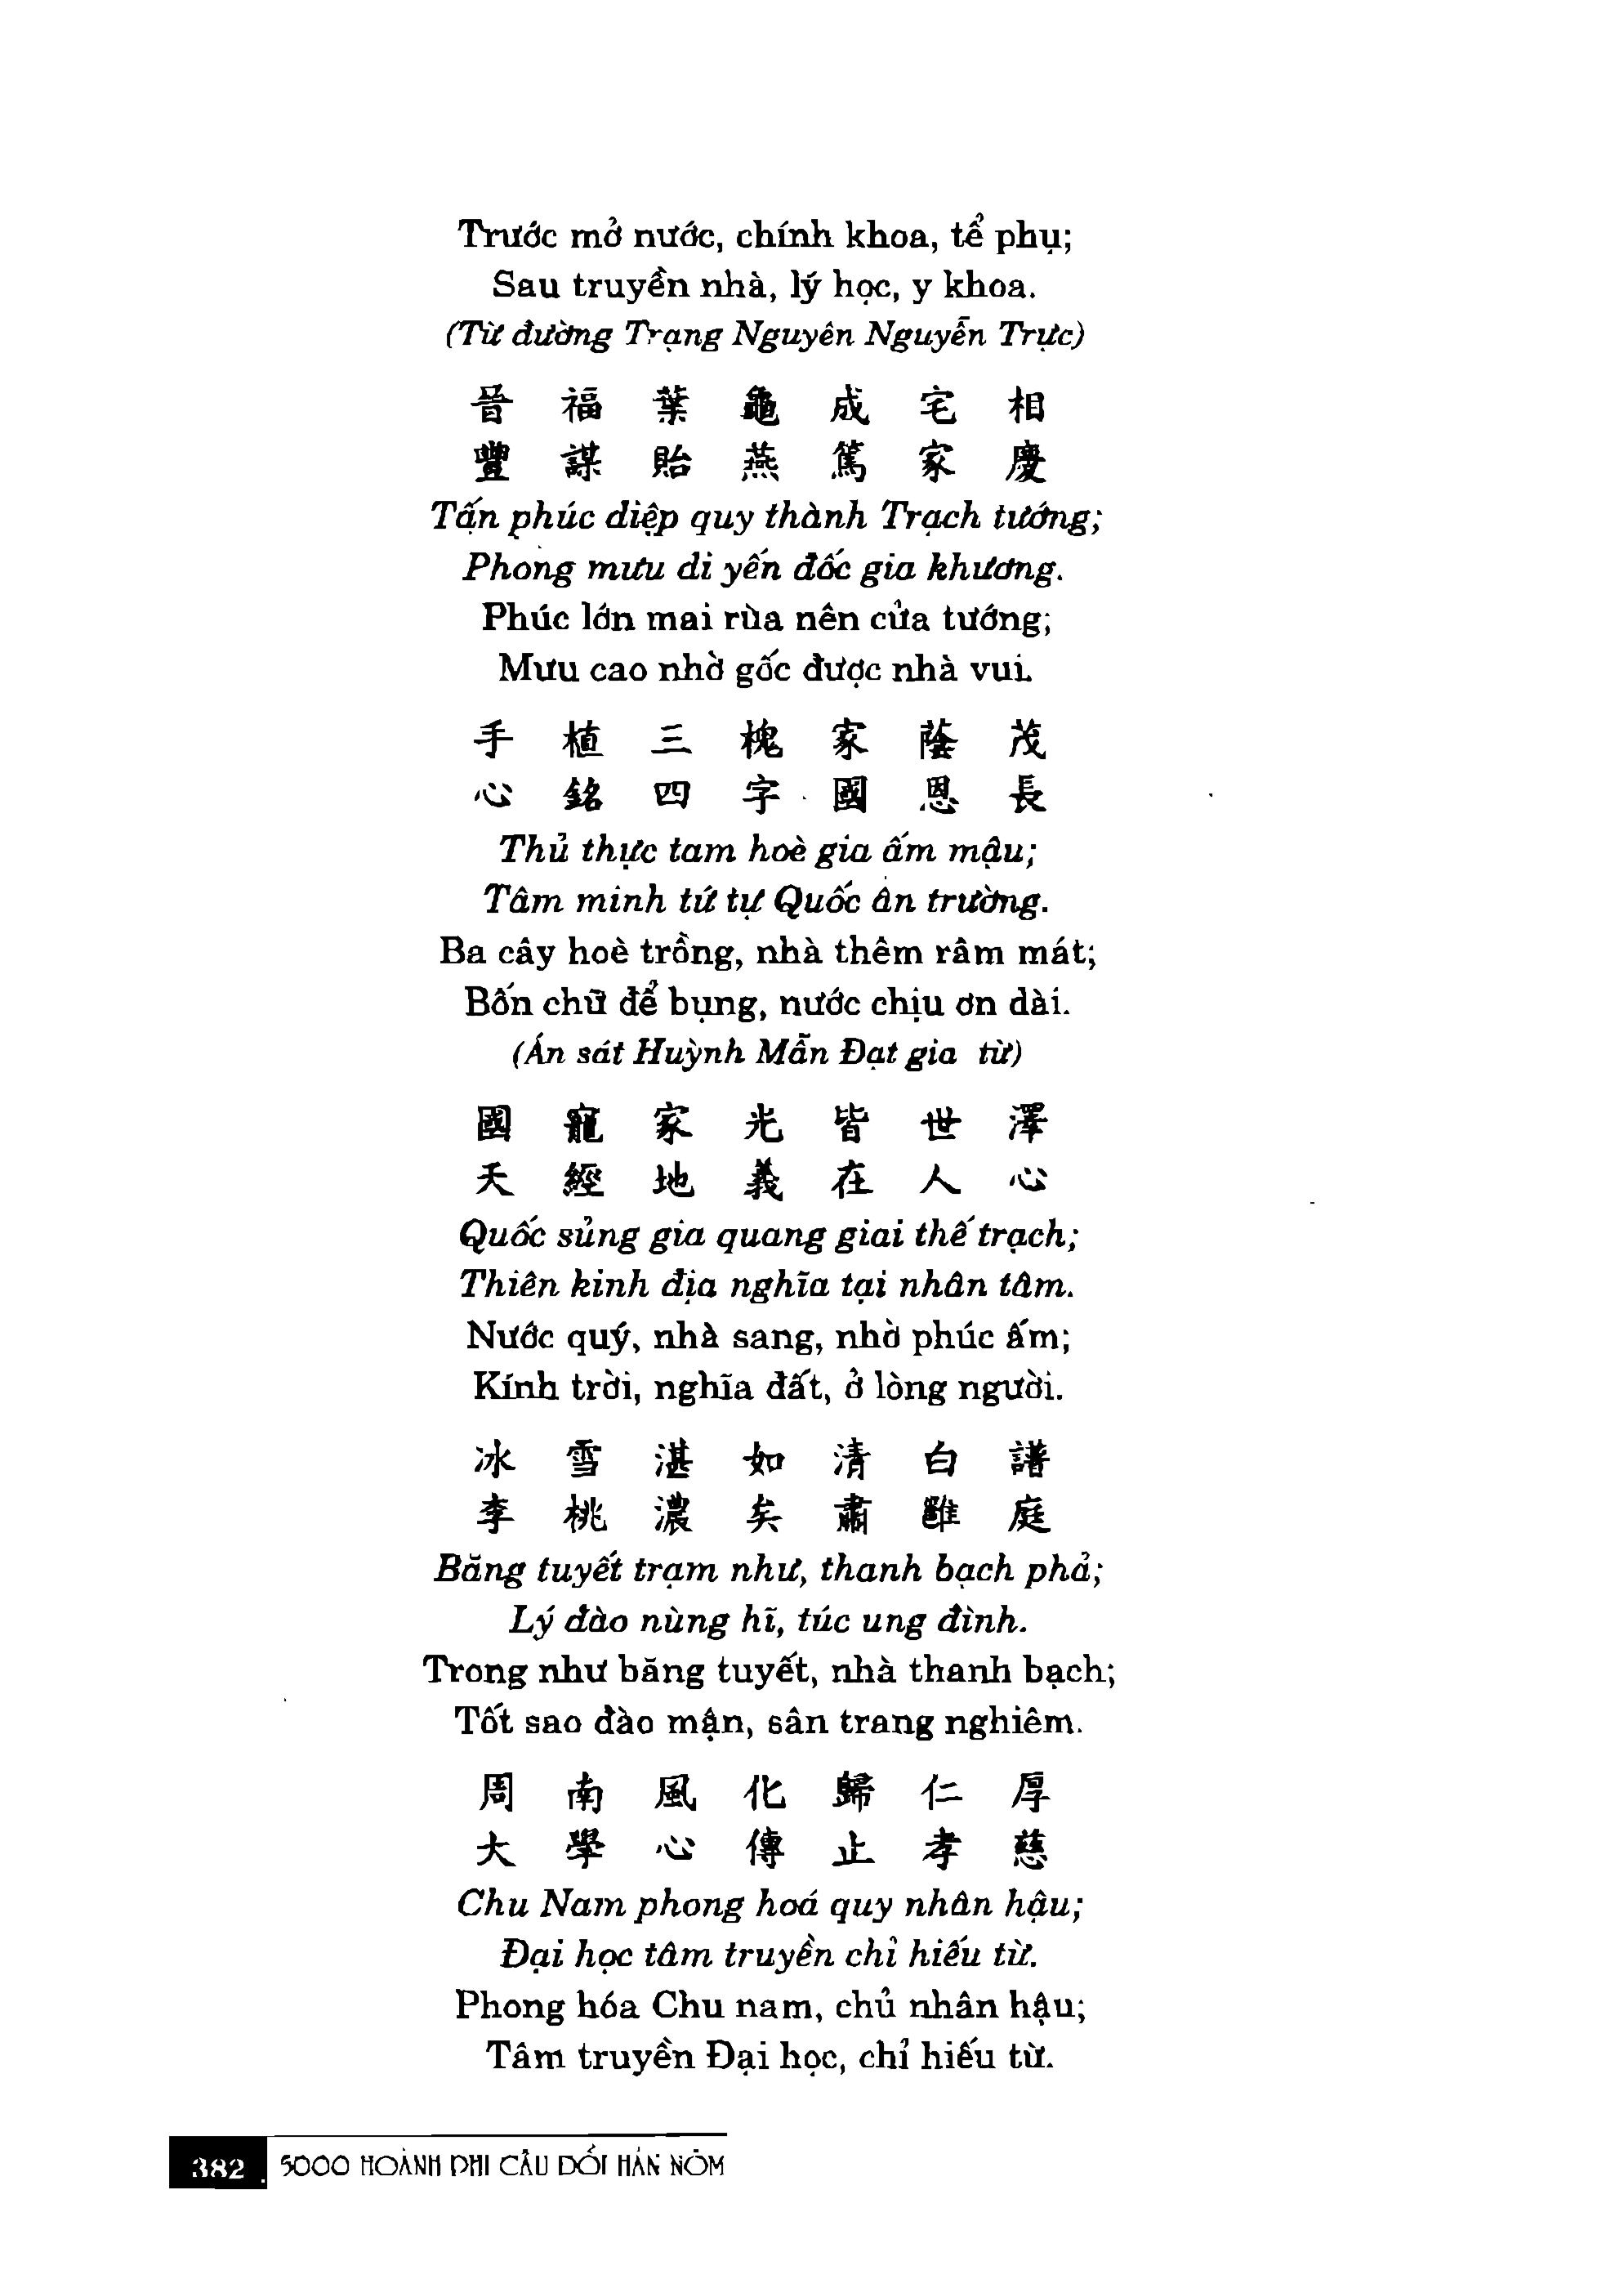 Trước mở nước, chính khoa, tể phụ;
Sau truyền nhà, lý học, y khoa.
(Từ đường Trạng Nguyên Nguyễn Trực)
晉 福 葉 龜 成 宅 相
豐 謀 貽 燕 篤 家 慶
Tấn phúc diệp quy thành Trạch tướng;
Phong mưu di yến đốc gia khương.
Phúc lớn mai rùa nên cửa tướng;
Mưu cao nhờ gốc được nhà vui.
手 植 三 槐 家 蔭 茂
心 銘 四 字 國 恩 長
Thủ thực tam hoè gia ấm mậu;
Tâm minh tứ tự Quốc ân trường.
Ba cây hoè trồng, nhà thêm râm mát;
Bốn chữ để bụng, nước chịu ơn dài.
(Án sát Huỳnh Mẫn Đạt gia từ)
國 寵 家 光 皆 世 澤
天 經 地 義 在 人 心
Quốc sủng gia quang giai thế trạch;
Thiên kinh địa nghĩa tại nhân tâm.
Nước quý, nhà sang, nhờ phúc ấm;
Kính trời, nghĩa đất, ở lòng người.
冰 雪 湛 如 清 白 譜
李 桃 濃 矣 肅 雝 庭
Băng tuyết trạm như, thanh bạch phả;
Lý đào nùng hĩ, túc ung đình.
Trong như băng tuyết, nhà thanh bạch;
Tốt sao đào mận, sân trang nghiêm.
周 南 風 化 歸 仁 厚
大 學 心 傳 止 孝 慈
Chu Nam phong hoá quy nhân hậu;
Đại học tâm truyền chỉ hiếu từ.
Phong hóa Chu nam, chủ nhân hậu;
Tâm truyền Đại học, chỉ hiếu từ.
382 5000 HOÀNH PHI CÂU ĐỐI HÁN NÔM